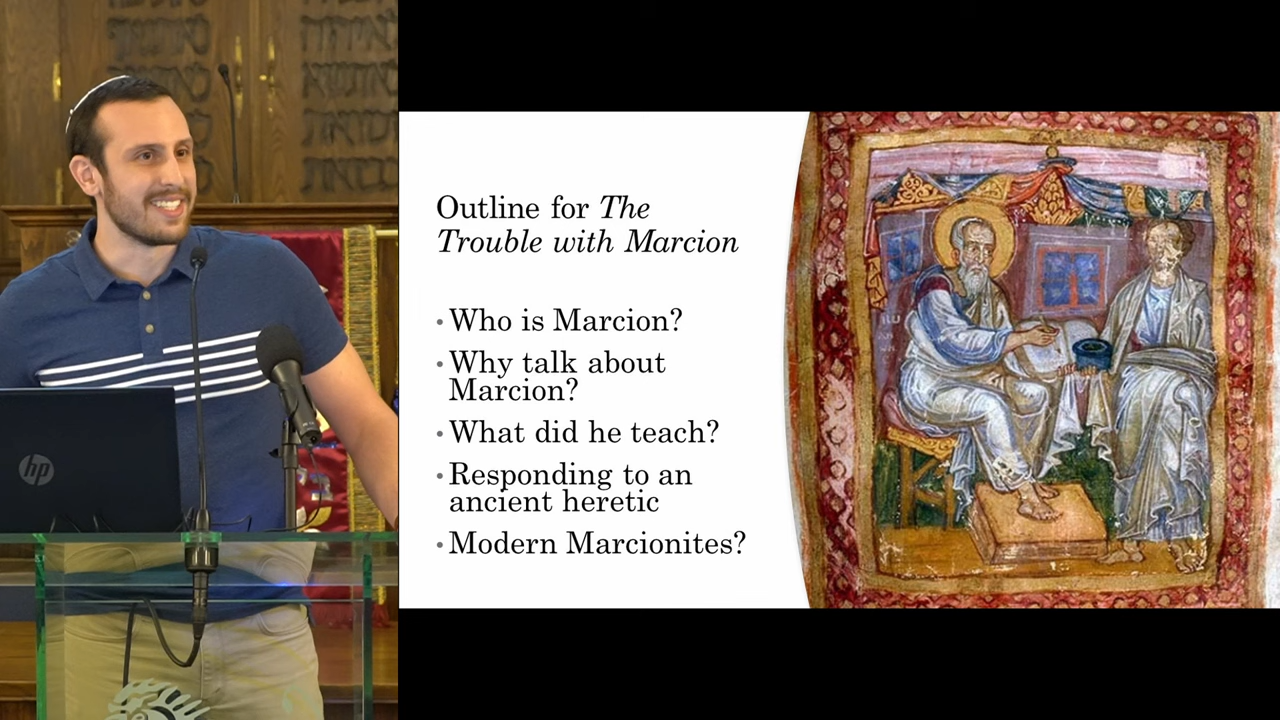 Outline for The
Trouble with Marcion
• Who is Marcion?
• Why talk about
Marcion?
• What did he teach?
• Responding to an
ancient heretic
• Modern Marcionites?
hp